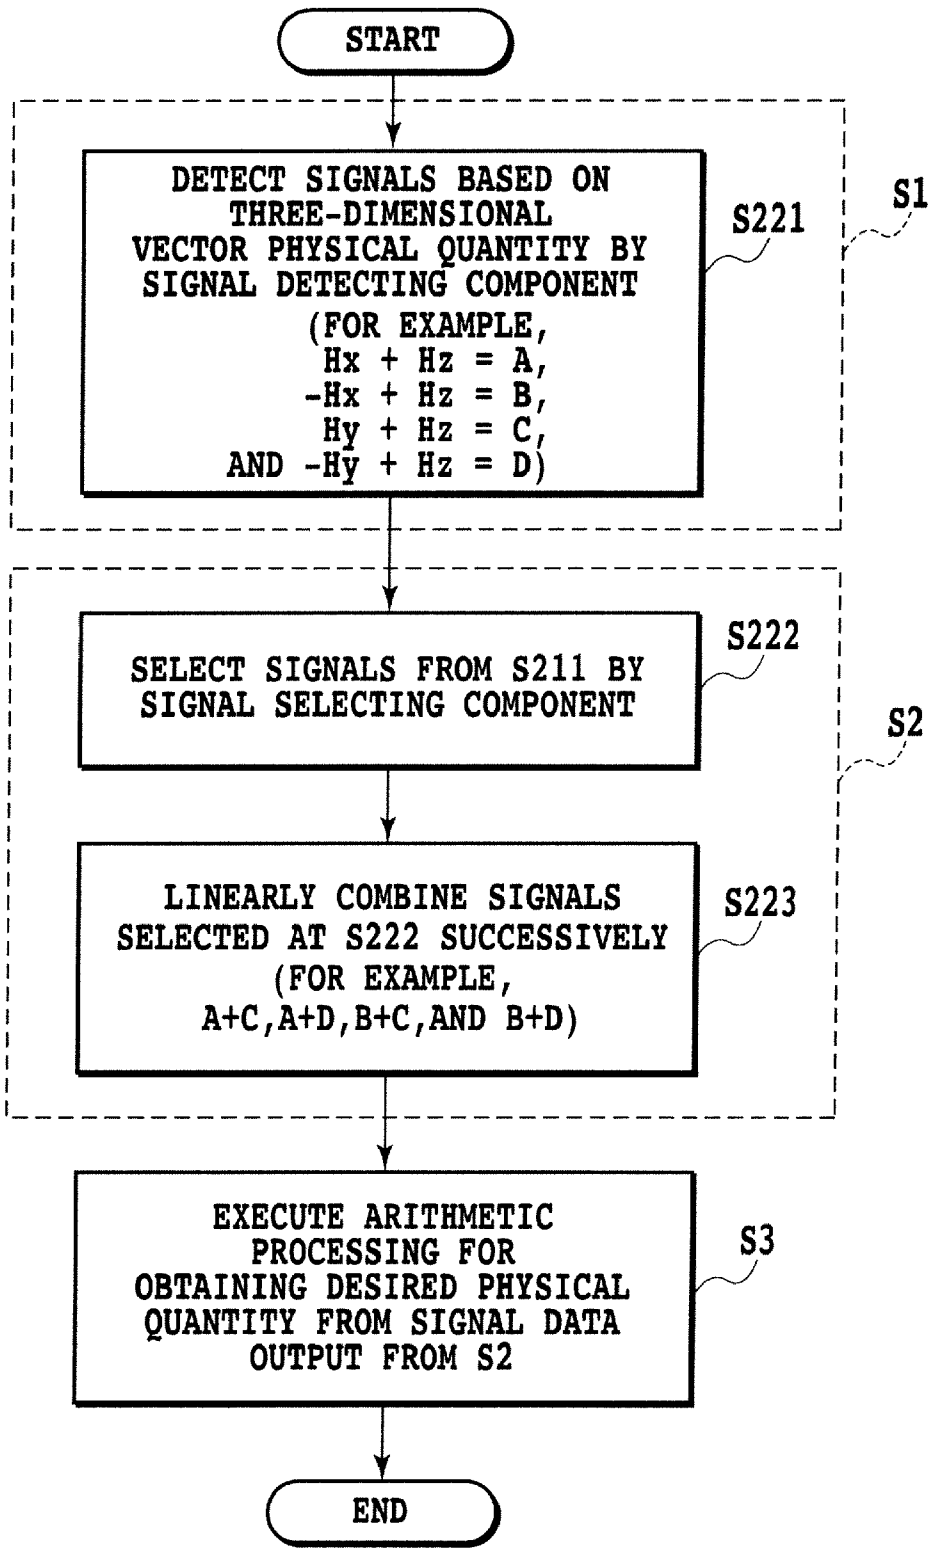 START
DETECT SIGNALS BASED ON
THREE-DIMENSIONAL
VECTOR PHYSICAL QUANTITY BY
SIGNAL DETECTING COMPONENT
(FOR EXAMPLE,
Hx + Hz = A,
-Hx + Hz = B,
Hy + Hz = C,
AND -Hy + Hz = D)
S221
S1
SELECT SIGNALS FROM S211 BY
SIGNAL SELECTING COMPONENT
S222
S2
LINEARLY COMBINE SIGNALS
SELECTED AT S222 SUCCESSIVELY
(FOR EXAMPLE,
A+C,A+D,B+C,AND B+D)
S223
EXECUTE ARITHMETIC
PROCESSING FOR
OBTAINING DESIRED PHYSICAL
QUANTITY FROM SIGNAL DATA
OUTPUT FROM S2
S3
END